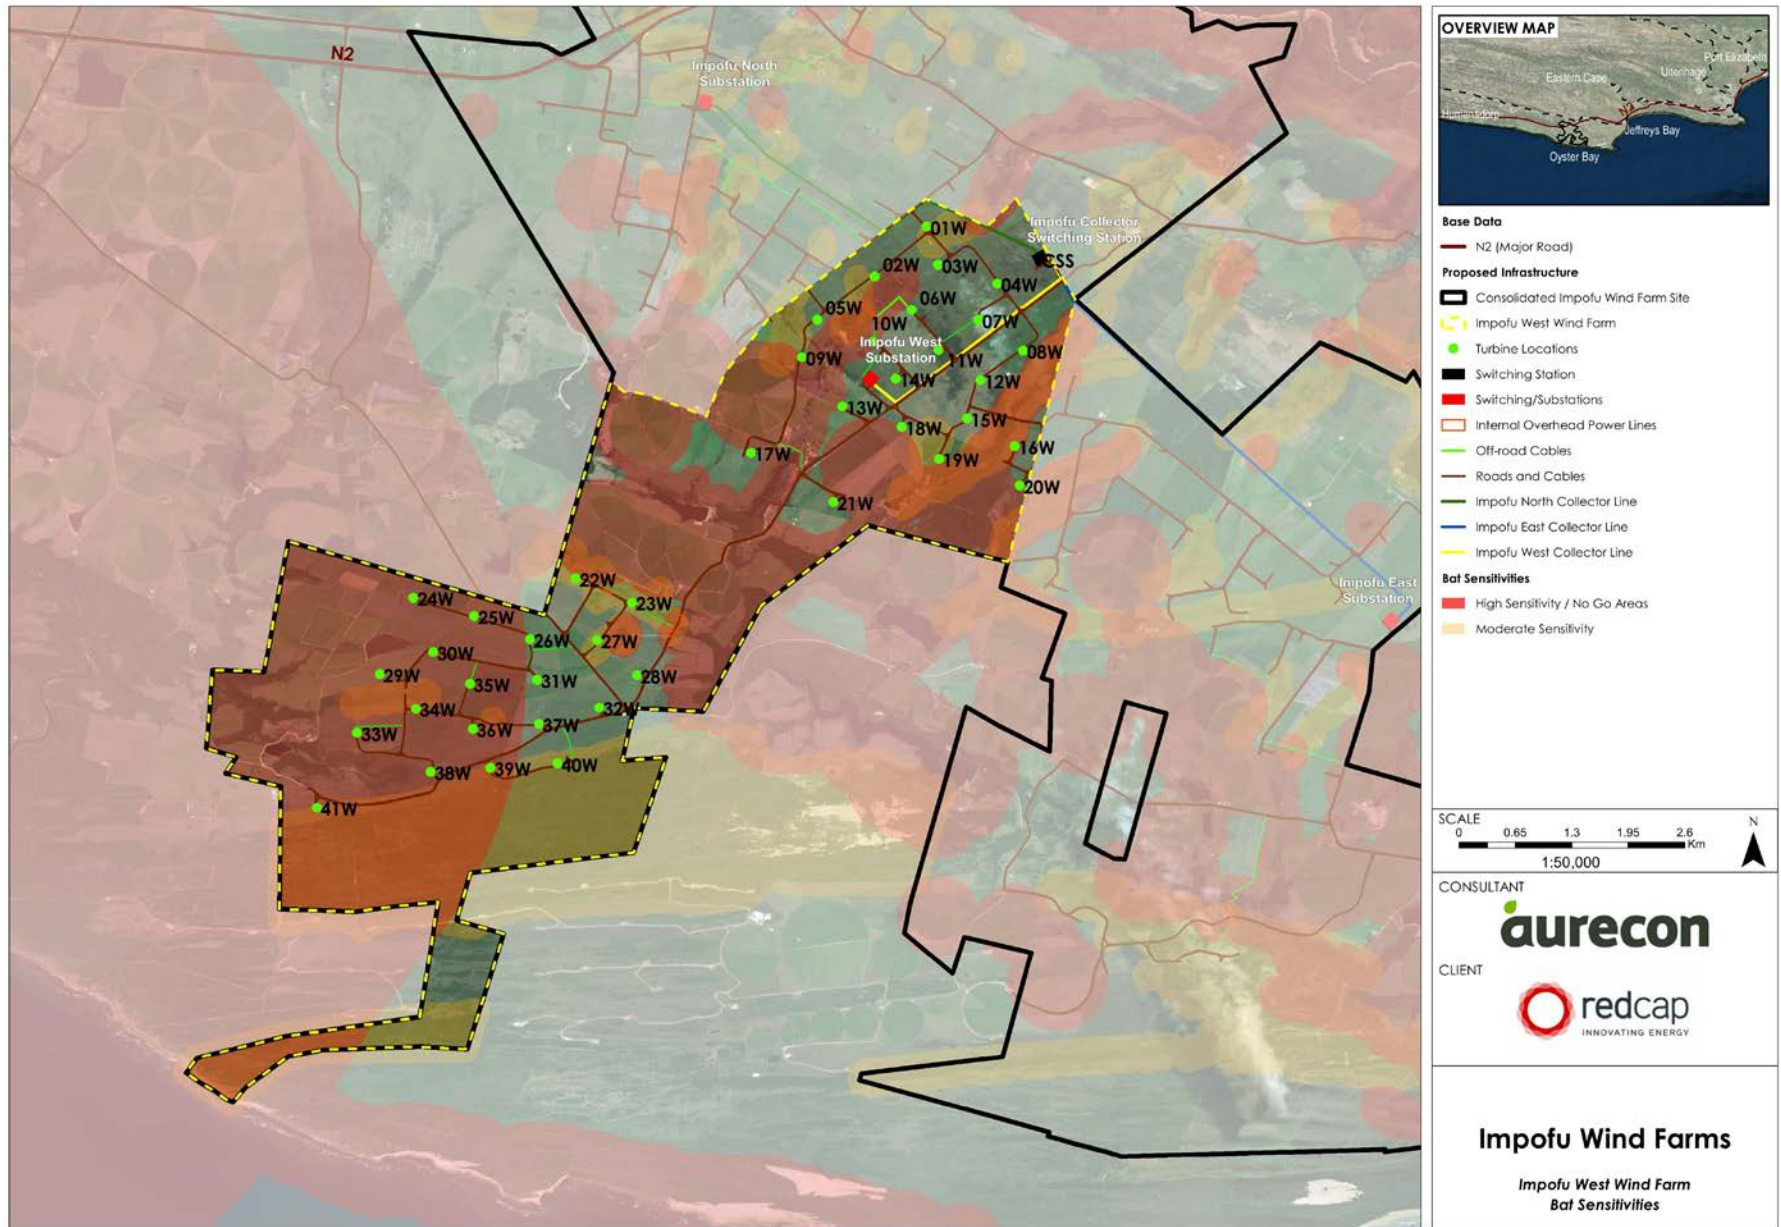 N2
Impofu North
Substation
Impofu Collector
Switching Station
CSS
01W
02W
03W
04W
05W
06W
07W
10W
Impofu West
Substation
08W
09W
11W
12W
14W
13W
15W
18W
16W
17W
19W
20W
21W
22W
23W
Impofu East
Substation
24W
25W
26W
27W
28W
29W
30W
31W
32W
33W
34W
35W
36W
37W
38W
39W
40W
41W
OVERVIEW MAP
Port Elizabeth
Uitenhage
Eastern Cape
Humansdorp
Jeffreys Bay
Oyster Bay
Base Data
N2 (Major Road)
Proposed Infrastructure
Consolidated Impofu Wind Farm Site
Impofu West Wind Farm
Turbine Locations
Switching Station
Switching/Substations
Internal Overhead Power Lines
Off-road Cables
Roads and Cables
Impofu North Collector Line
Impofu East Collector Line
Impofu West Collector Line
Bat Sensitivities
High Sensitivity / No Go Areas
Moderate Sensitivity
SCALE
N
0 0.65 1.3 1.95 2.6
Km
1:50,000
CONSULTANT
aurecon
CLIENT
redcap
INNOVATING ENERGY
Impofu Wind Farms
Impofu West Wind Farm
Bat Sensitivities